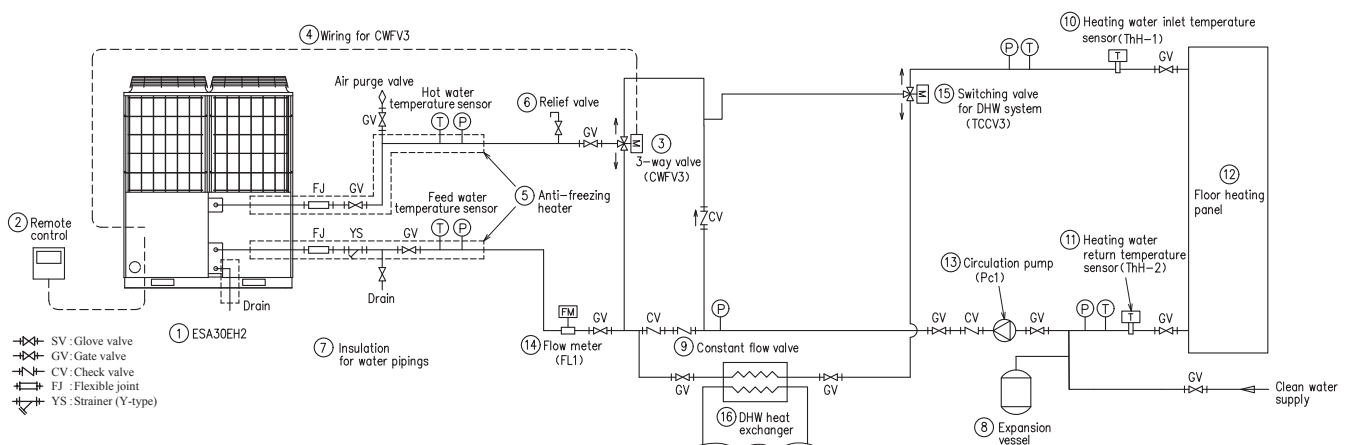 ④ Wiring for CWFV3
⑩ Heating water inlet temperature
sensor(ThH-1)
P T
T
GV
Air purge valve
GV
Hot water
temperature sensor
T P
⑥ Relief valve
GV
M
③
3-way valve
(CWFV3)
M
⑮ Switching valve
for DHW system
(TCCV3)
⑫
Floor heating
panel
FJ GV
⑤ Anti-freezing
heater
Feed water
temperature sensor
T P
FJ YS GV
CV
② Remote
control
Drain
Drain
① ESA30EH2
⑦ Insulation
for water pipings
FM
GV
⑭ Flow meter
(FL1)
CV
P
⑨ Constant flow valve
⑬ Circulation pump
(Pc1)
GV CV GV
⑪ Heating water
return temperature
sensor(ThH-2)
P T
T
GV
GV
GV
⑯ DHW heat
exchanger
⑧ Expansion
vessel
GV
Clean water
supply
SV : Glove valve
GV : Gate valve
CV : Check valve
FJ : Flexible joint
YS : Strainer (Y-type)